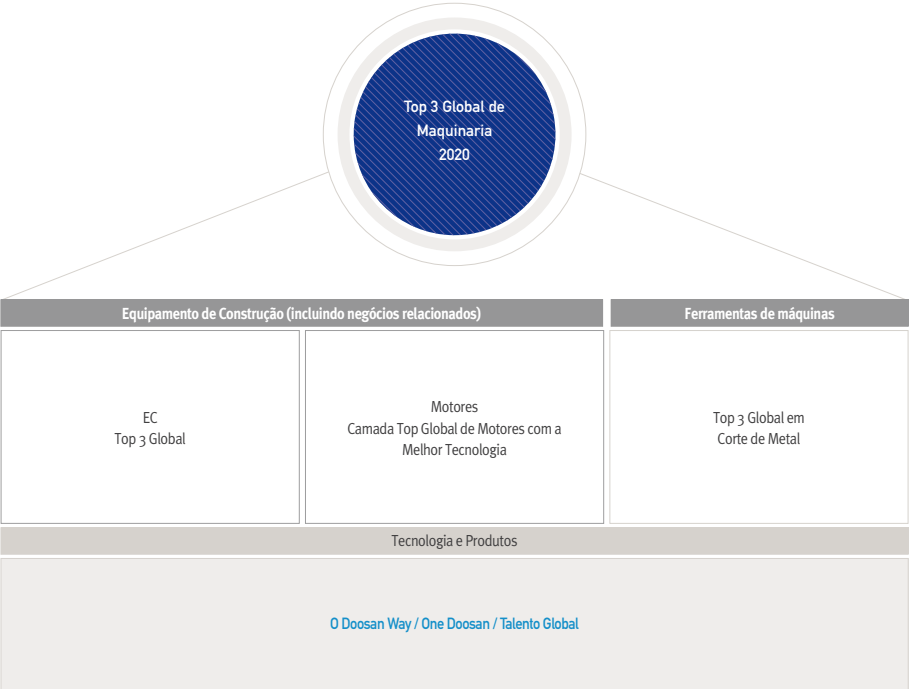 Top 3 Global de
Maquinaria
2020
Equipamento de Construção (incluindo negócios relacionados)
Ferramentas de máquinas
EC
Top 3 Global
Motores
Camada Top Global de Motores com a
Melhor Tecnologia
Top 3 Global em
Corte de Metal
Tecnologia e Produtos
O Doosan Way / One Doosan / Talento Global